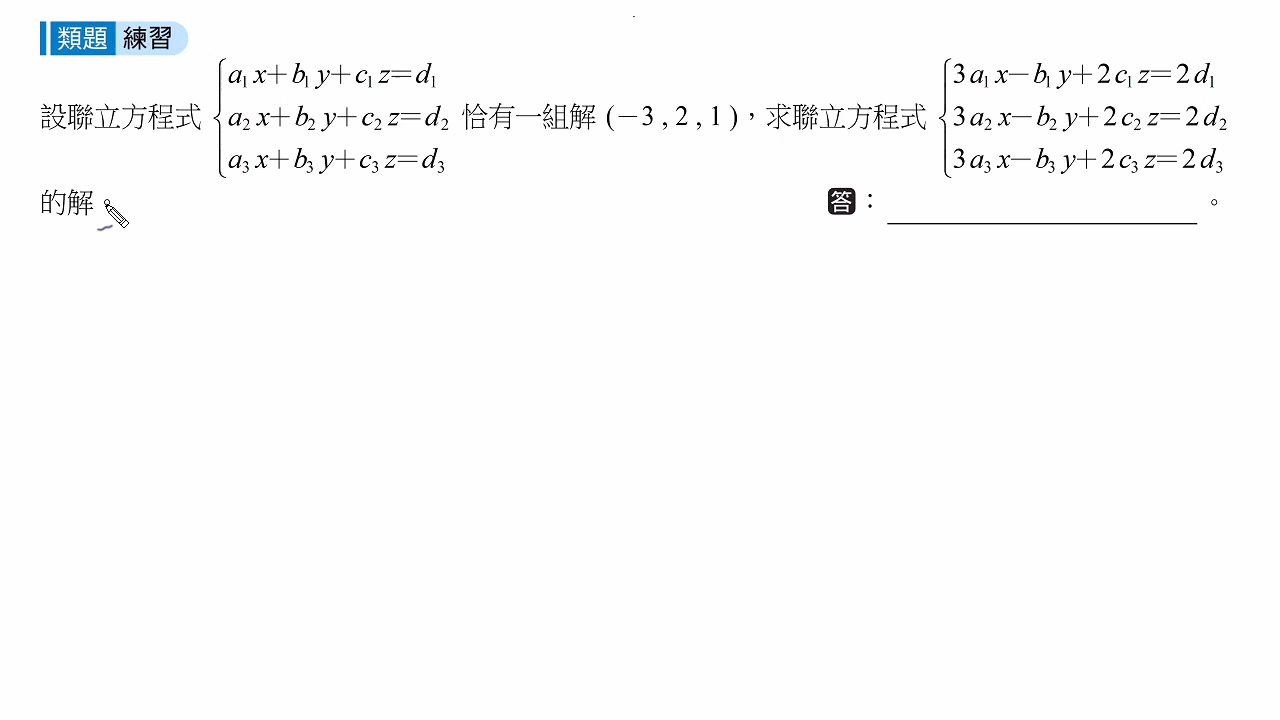 類題 練習
設聯立方程式 { a₁x+b₁y+c₁z=d₁
a₂x+b₂y+c₂z=d₂
a₃x+b₃y+c₃z=d₃ 恰有一組解 (−3 , 2 , 1 ),求聯立方程式 { 3a₁x−b₁y+2c₁z=2d₁
3a₂x−b₂y+2c₂z=2d₂
3a₃x−b₃y+2c₃z=2d₃
的解 答: 。